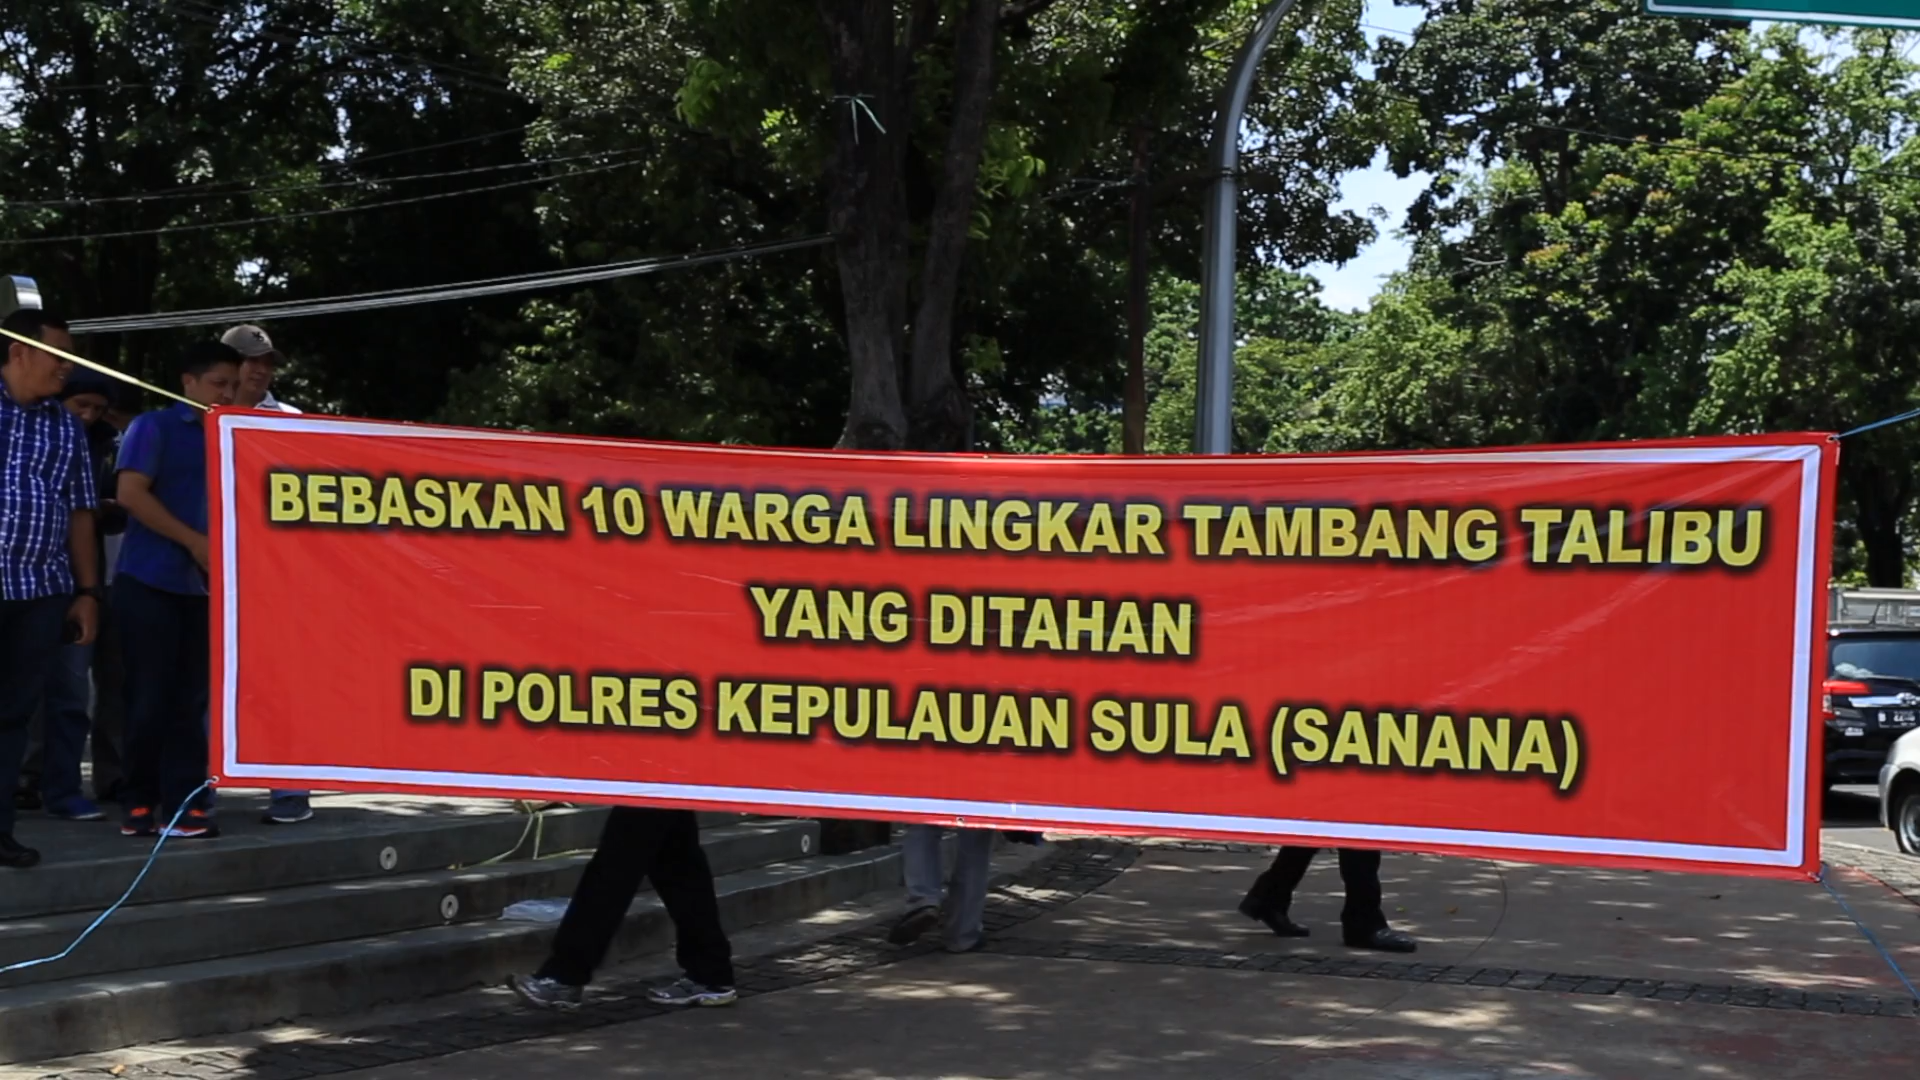 BEBASKAN 10 WARGA LINGKAR TAMBANG TALIBU
YANG DITAHAN
DI POLRES KEPULAUAN SULA (SANANA)